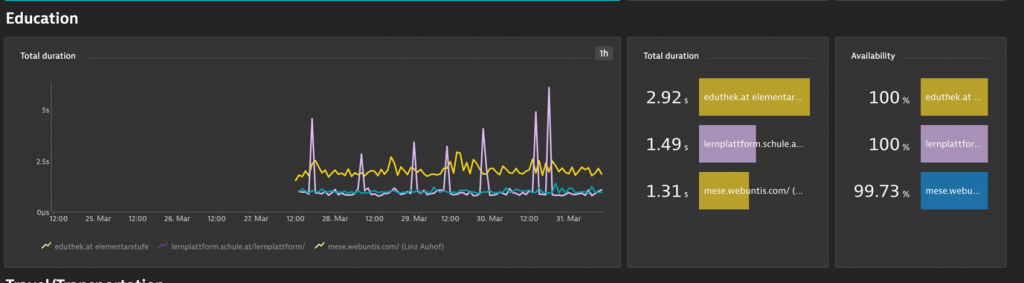 Education
Total duration
1h
5s
2.5s
0µs
12:00 25. Mar 12:00 26. Mar 12:00 27. Mar 12:00 28. Mar 12:00 29. Mar 12:00 30. Mar 12:00 31. Mar
eduthek.at elementarstufe lernplattform.schule.at/lernplattform/ mese.webuntis.com/ (Linz Auhof)
Total duration
2.92 s eduthek.at elementar...
1.49 s lernplattform.schule.a...
1.31 s mese.webuntis.com/ (...
Availability
100 % eduthek.at ...
100 % lernplattfor...
99.73 % mese.webu...
Travel/Transportation